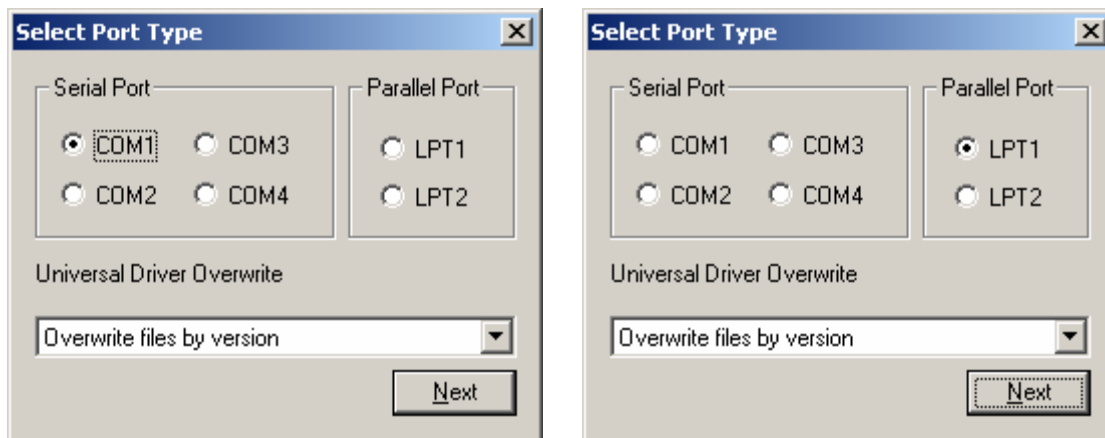 Select Port Type
Serial Port
Parallel Port
COM1
COM3
LPT1
COM2
COM4
LPT2
Universal Driver Overwrite
Overwrite files by version
Next
Select Port Type
Serial Port
Parallel Port
COM1
COM3
LPT1
COM2
COM4
LPT2
Universal Driver Overwrite
Overwrite files by version
Next